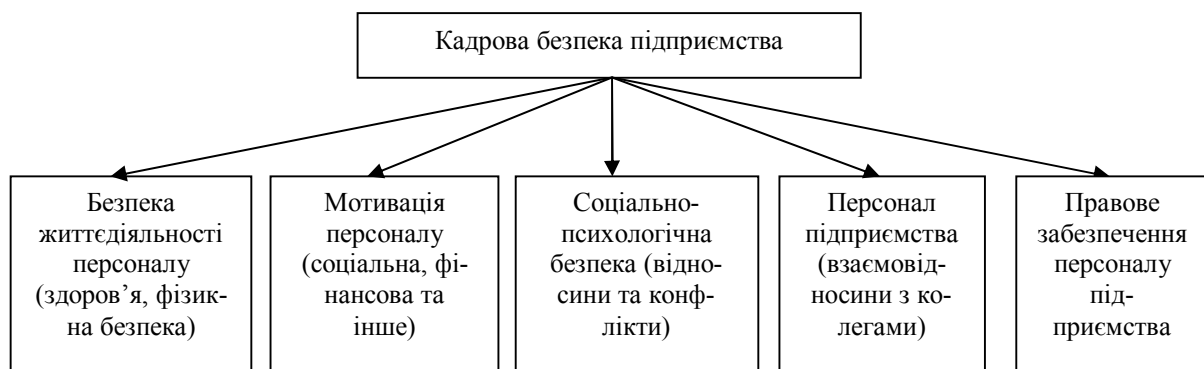 Кадрова безпека підприємства
Безпека
життєдіяльності
персоналу
(здоров’я, фізик-
на безпека)
Мотивація
персоналу
(соціальна, фі-
нансова та
інше)
Соціально-
психологічна
безпека (відно-
сини та конф-
лікти)
Персонал
підприємства
(взаємовід-
носини з ко-
легами)
Правове
забезпечення
персоналу
під-
приємства